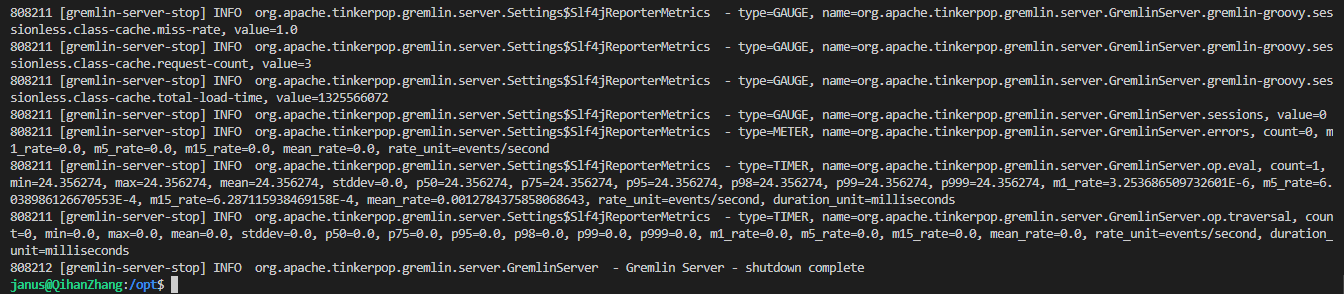 808211 [gremlin-server-stop] INFO  org.apache.tinkerpop.gremlin.server.Settings$Slf4jReporterMetrics  - type=GAUGE, name=org.apache.tinkerpop.gremlin.server.GremlinServer.gremlin-groovy.ses
sionless.class-cache.miss-rate, value=1.0
808211 [gremlin-server-stop] INFO  org.apache.tinkerpop.gremlin.server.Settings$Slf4jReporterMetrics  - type=GAUGE, name=org.apache.tinkerpop.gremlin.server.GremlinServer.gremlin-groovy.ses
sionless.class-cache.request-count, value=3
808211 [gremlin-server-stop] INFO  org.apache.tinkerpop.gremlin.server.Settings$Slf4jReporterMetrics  - type=GAUGE, name=org.apache.tinkerpop.gremlin.server.GremlinServer.gremlin-groovy.ses
sionless.class-cache.total-load-time, value=1325566072
808211 [gremlin-server-stop] INFO  org.apache.tinkerpop.gremlin.server.Settings$Slf4jReporterMetrics  - type=GAUGE, name=org.apache.tinkerpop.gremlin.server.GremlinServer.sessions, value=0
808211 [gremlin-server-stop] INFO  org.apache.tinkerpop.gremlin.server.Settings$Slf4jReporterMetrics  - type=METER, name=org.apache.tinkerpop.gremlin.server.GremlinServer.errors, count=0, m
1_rate=0.0, m5_rate=0.0, m15_rate=0.0, mean_rate=0.0, rate_unit=events/second
808211 [gremlin-server-stop] INFO  org.apache.tinkerpop.gremlin.server.Settings$Slf4jReporterMetrics  - type=TIMER, name=org.apache.tinkerpop.gremlin.server.GremlinServer.op.eval, count=1,
min=24.356274, max=24.356274, mean=24.356274, stddev=0.0, p50=24.356274, p75=24.356274, p95=24.356274, p98=24.356274, p99=24.356274, p999=24.356274, m1_rate=3.253686509732601E-6, m5_rate=6.
038986126670553E-4, m15_rate=6.287115938469158E-4, mean_rate=0.0012784375858068643, rate_unit=events/second, duration_unit=milliseconds
808211 [gremlin-server-stop] INFO  org.apache.tinkerpop.gremlin.server.Settings$Slf4jReporterMetrics  - type=TIMER, name=org.apache.tinkerpop.gremlin.server.GremlinServer.op.traversal, coun
t=0, min=0.0, max=0.0, mean=0.0, stddev=0.0, p50=0.0, p75=0.0, p95=0.0, p98=0.0, p99=0.0, p999=0.0, m1_rate=0.0, m5_rate=0.0, m15_rate=0.0, mean_rate=0.0, rate_unit=events/second, duration_
unit=milliseconds
808212 [gremlin-server-stop] INFO  org.apache.tinkerpop.gremlin.server.GremlinServer  - Gremlin Server - shutdown complete
janus@QihanZhang:/opt$